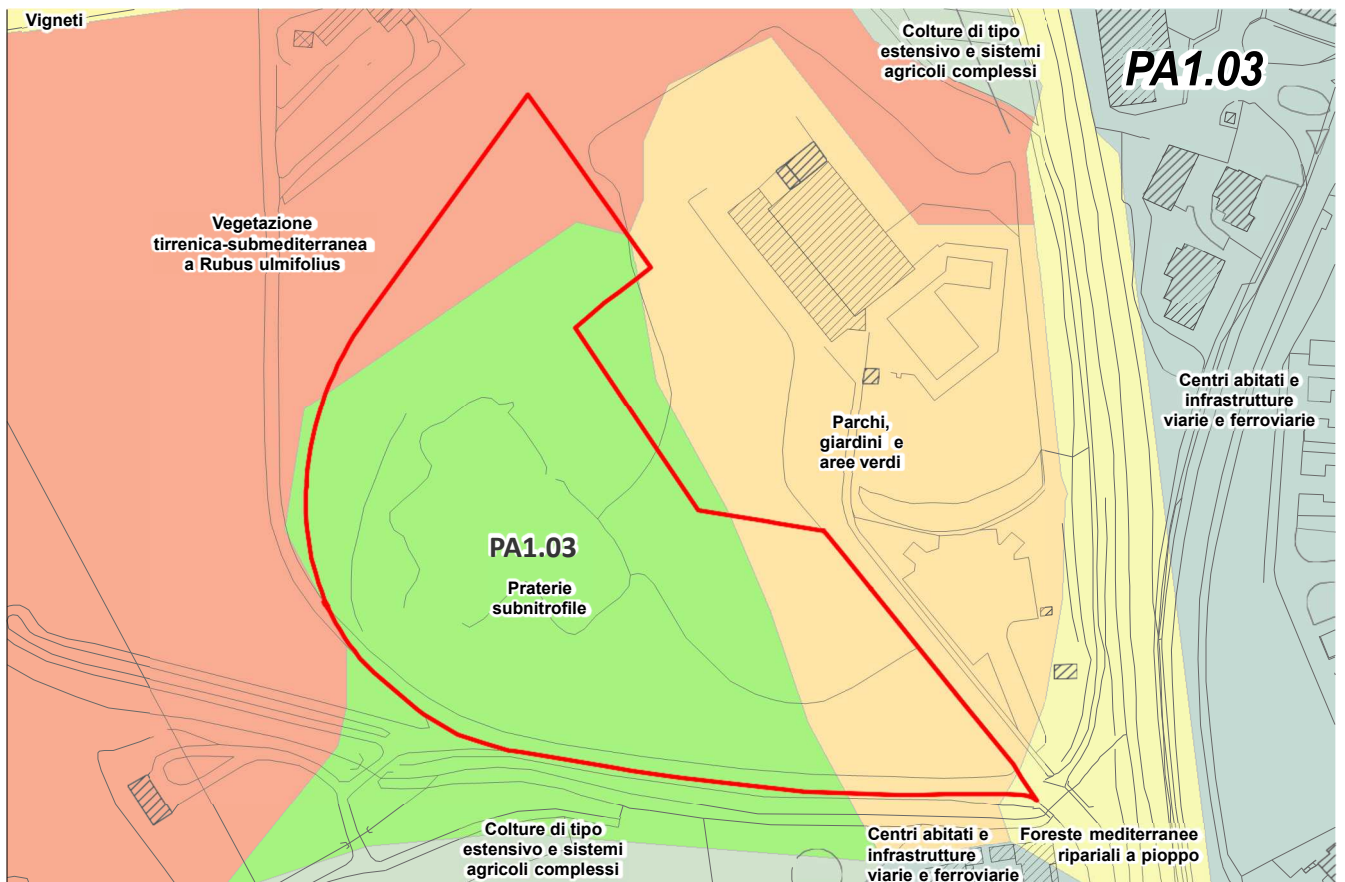 Vigneti
Colture di tipo
estensivo e sistemi
agricoli complessi
PA1.03
Vegetazione
tirrenica-submediterranea
a Rubus ulmifolius
Centri abitati e
infrastrutture
viarie e ferroviarie
Parchi,
giardini e
aree verdi
PA1.03
Praterie
subnitrofile
Colture di tipo
estensivo e sistemi
agricoli complessi
Centri abitati e
infrastrutture
viarie e ferroviarie
Foreste mediterranee
ripariali a pioppo